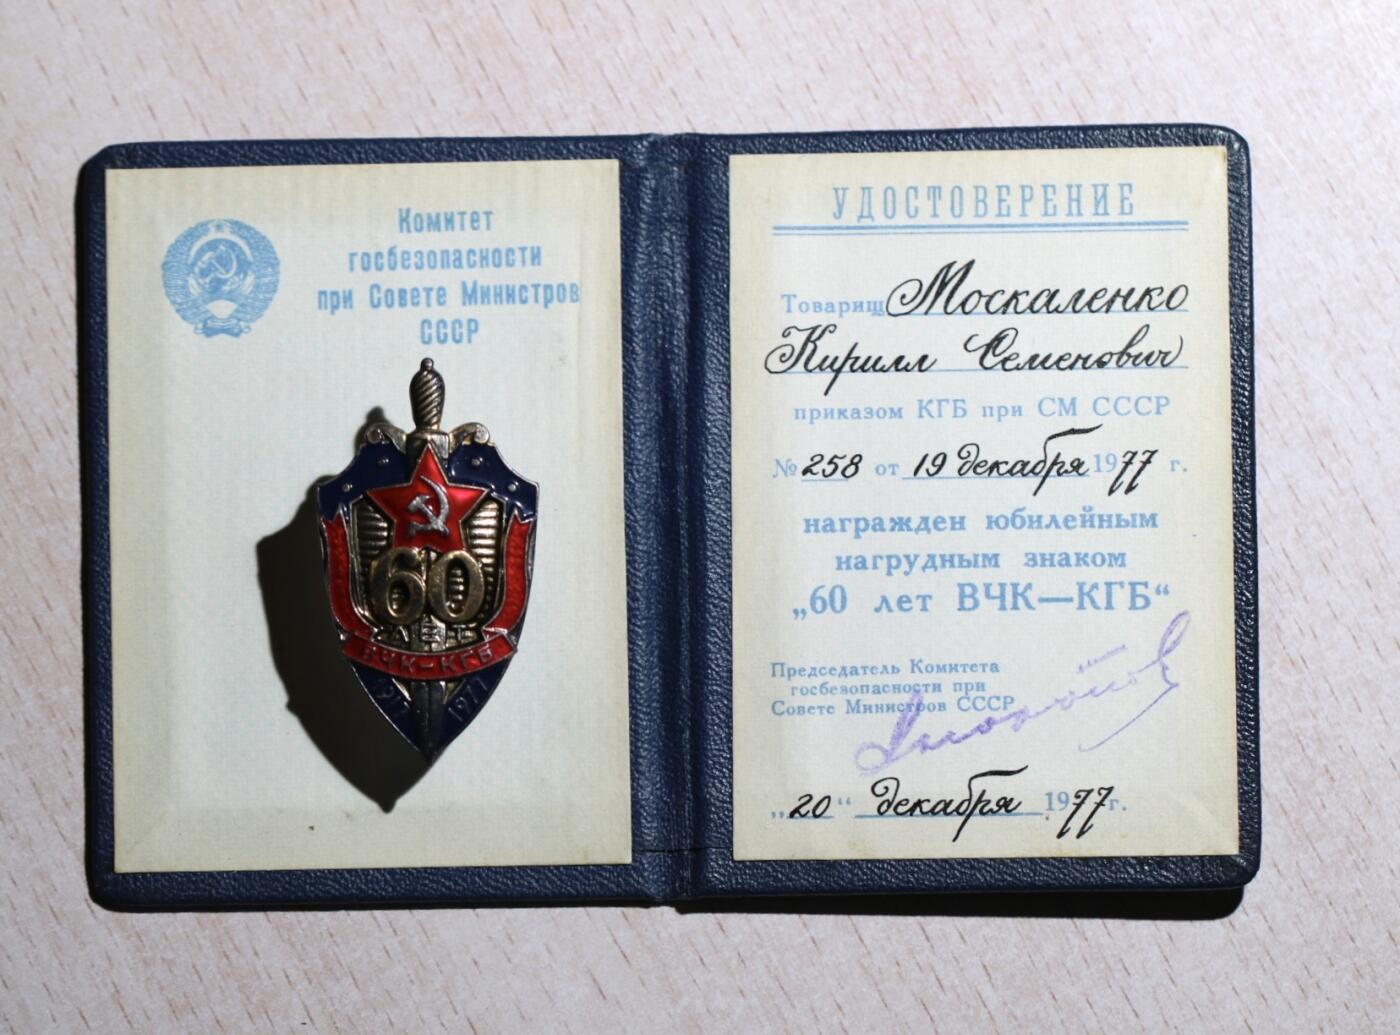 Комитет
госбезопасности
при Совете Министров
СССР
60
ЛЕТ
ВЧК-КГБ
1917 1977
УДОСТОВЕРЕНИЕ
Товарищ Москаленко
Кирилл Семенович
приказом КГБ при СМ СССР
№ 258 от 19 декабря 1977 г.
награжден юбилейным
нагрудным знаком
„60 лет ВЧК—КГБ“
Председатель Комитета
госбезопасности при
Совете Министров СССР
„20“ декабря 1977 г.